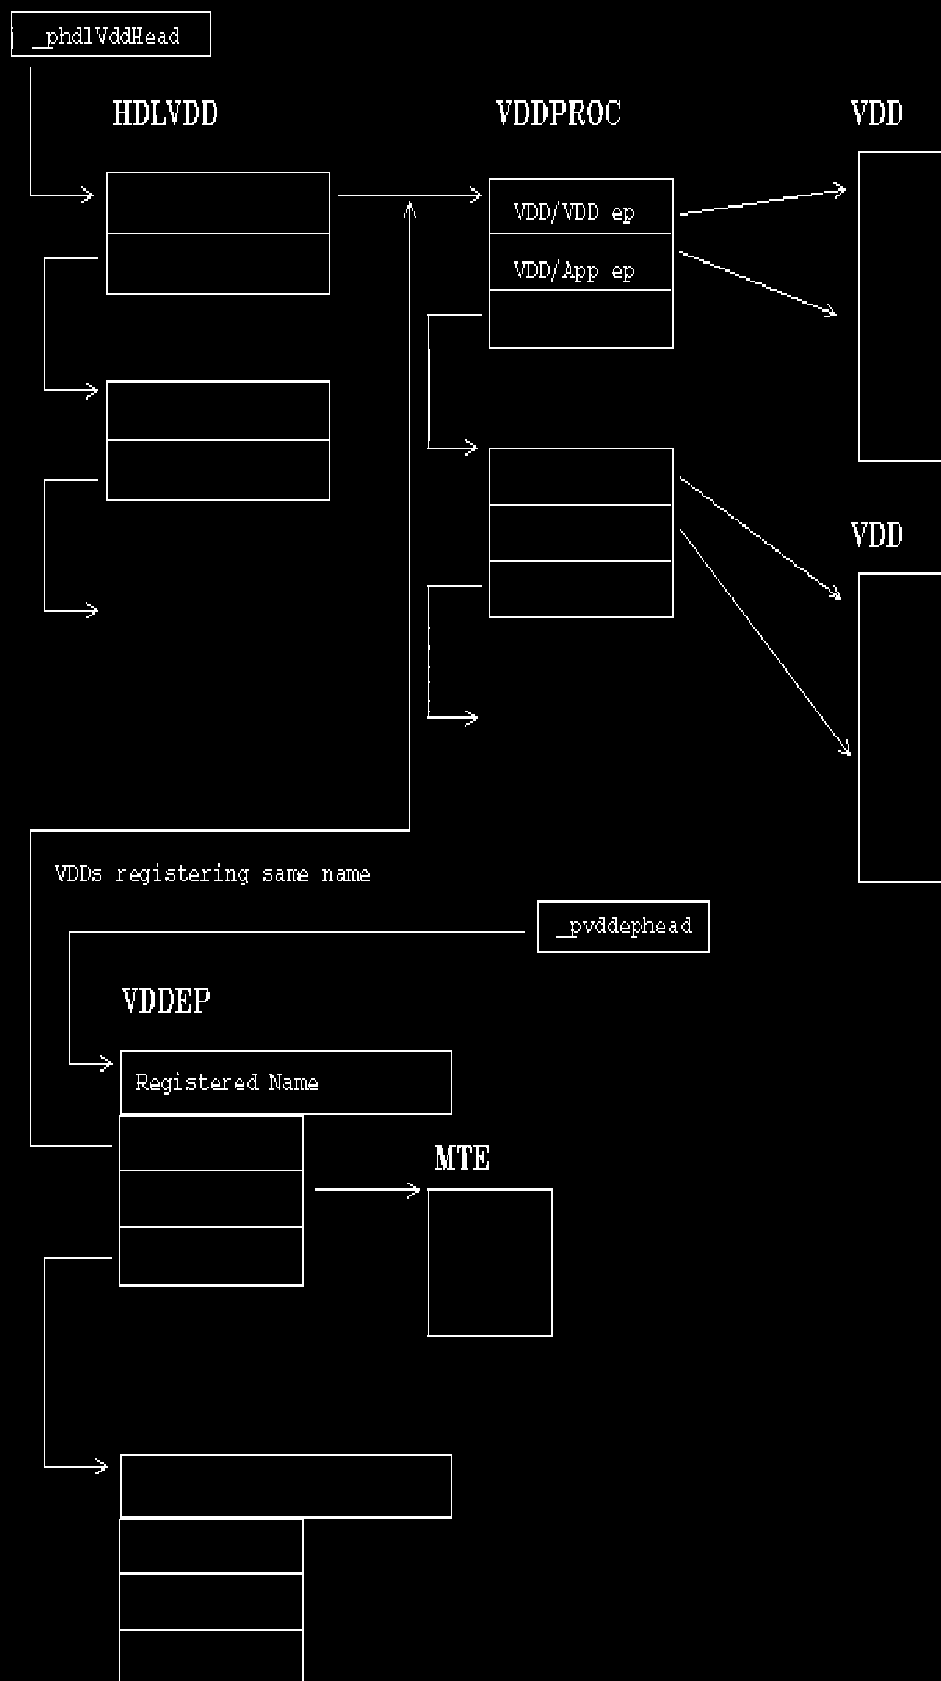 _phdlVddHead
HDLVDD
VDDPROC
VDD
VDD/VDD ep
VDD/App ep
VDD
VDDs registering same name
_pvddephead
VDDEP
Registered Name
MTE